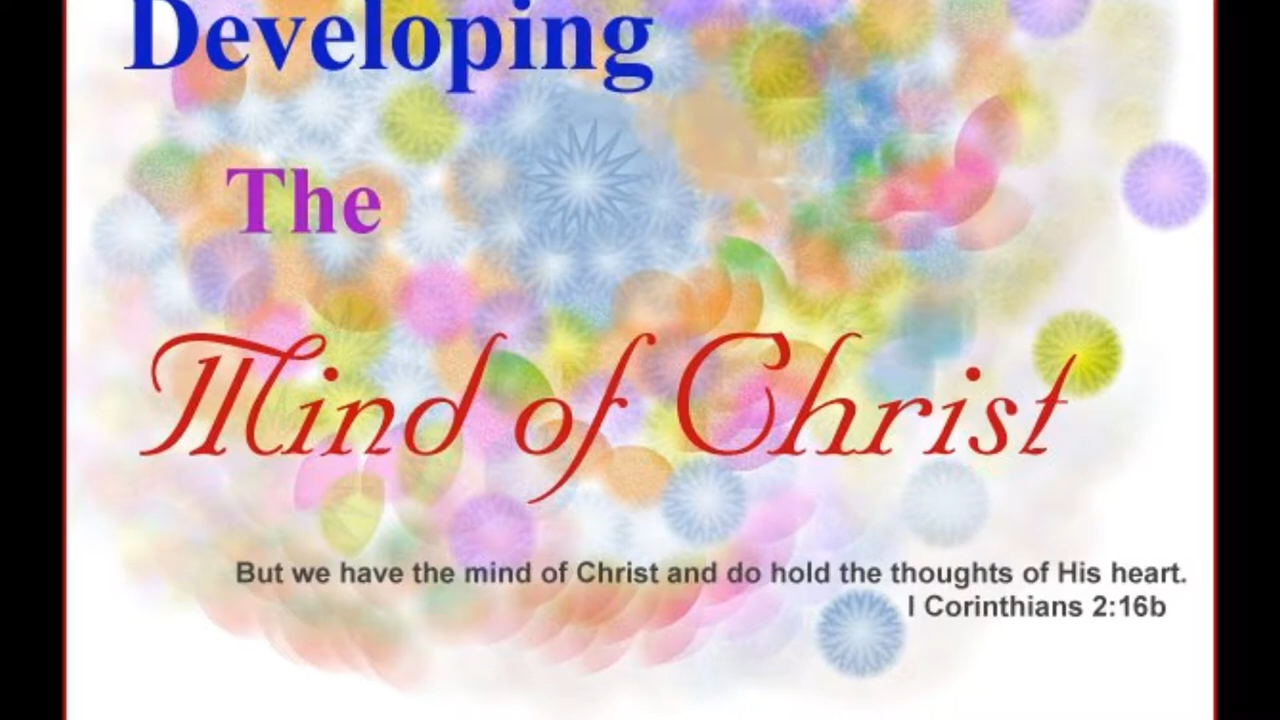 Developing
The
Mind of Christ
But we have the mind of Christ and do hold the thoughts of His heart.
I Corinthians 2:16b